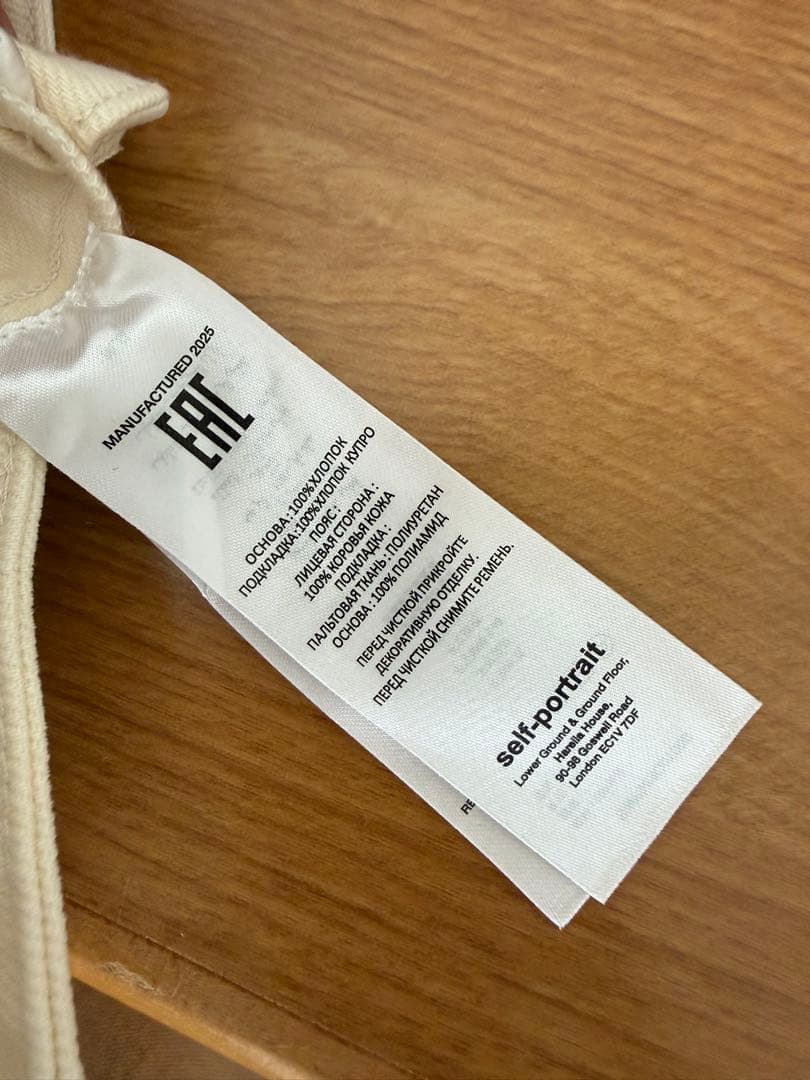 MANUFACTURED 2025
EAC
ОСНОВА : 100%ХЛОПОК
ПОДКЛАДКА :100%ХЛОПОК КУПРО
ПОЯС :
ЛИЦЕВАЯ СТОРОНА :
100% КОРОВЬЯ КОЖА
ПОДКЛАДКА :
ПАЛЬТОВАЯ ТКАНЬ : ПОЛИУРЕТАН
ОСНОВА : 100% ПОЛИАМИД
ПЕРЕД ЧИСТКОЙ ПРИКРОЙТЕ
ДЕКОРАТИВНУЮ ОТДЕЛКУ.
ПЕРЕД ЧИСТКОЙ СНИМИТЕ РЕМЕНЬ.
self-portrait
Lower Ground & Ground Floor,
Harella House,
90-98 Goswell Road
London EC1V 7DF